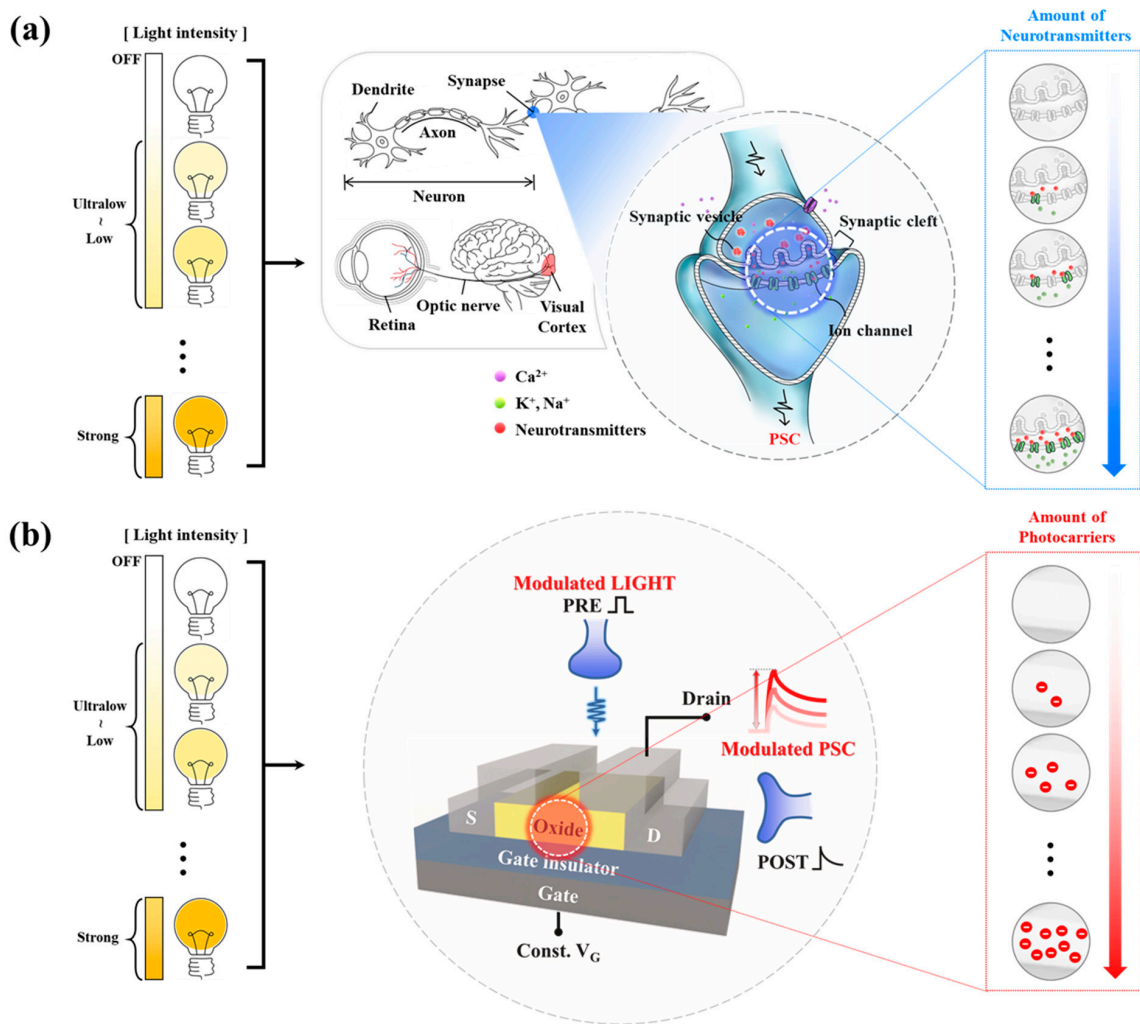 (a)
[ Light intensity ]
OFF
Ultralow
~
Low
Strong
Dendrite
Synapse
Axon
Neuron
Retina
Optic nerve
Visual
Cortex
Ca²⁺
K⁺, Na⁺
Neurotransmitters
Synaptic vesicle
Synaptic cleft
Ion channel
PSC
Amount of
Neurotransmitters
(b)
[ Light intensity ]
OFF
Ultralow
~
Low
Strong
Modulated LIGHT
PRE
Drain
Modulated PSC
S
Oxide
D
Gate insulator
Gate
POST
Const. V_G
Amount of
Photocarriers